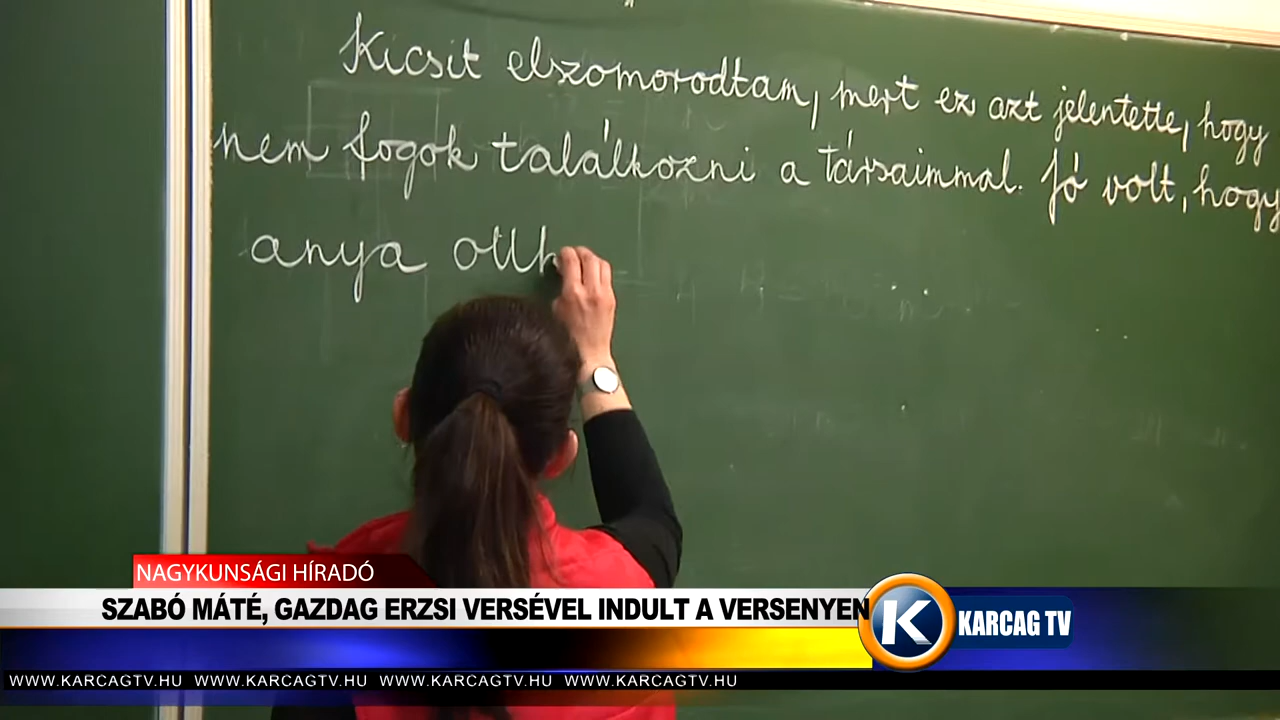 Kicsit elszomorodtam, mert ez azt jelentette, hogy
nem fogok találkozni a társaimmal. Jó volt, hogy
anya otth
NAGYKUNSÁGI HÍRADÓ
SZABÓ MÁTÉ, GAZDAG ERZSI VERSÉVEL INDULT A VERSENYEN
K KARCAG TV
WWW.KARCAGTV.HU WWW.KARCAGTV.HU WWW.KARCAGTV.HU WWW.KARCAGTV.HU